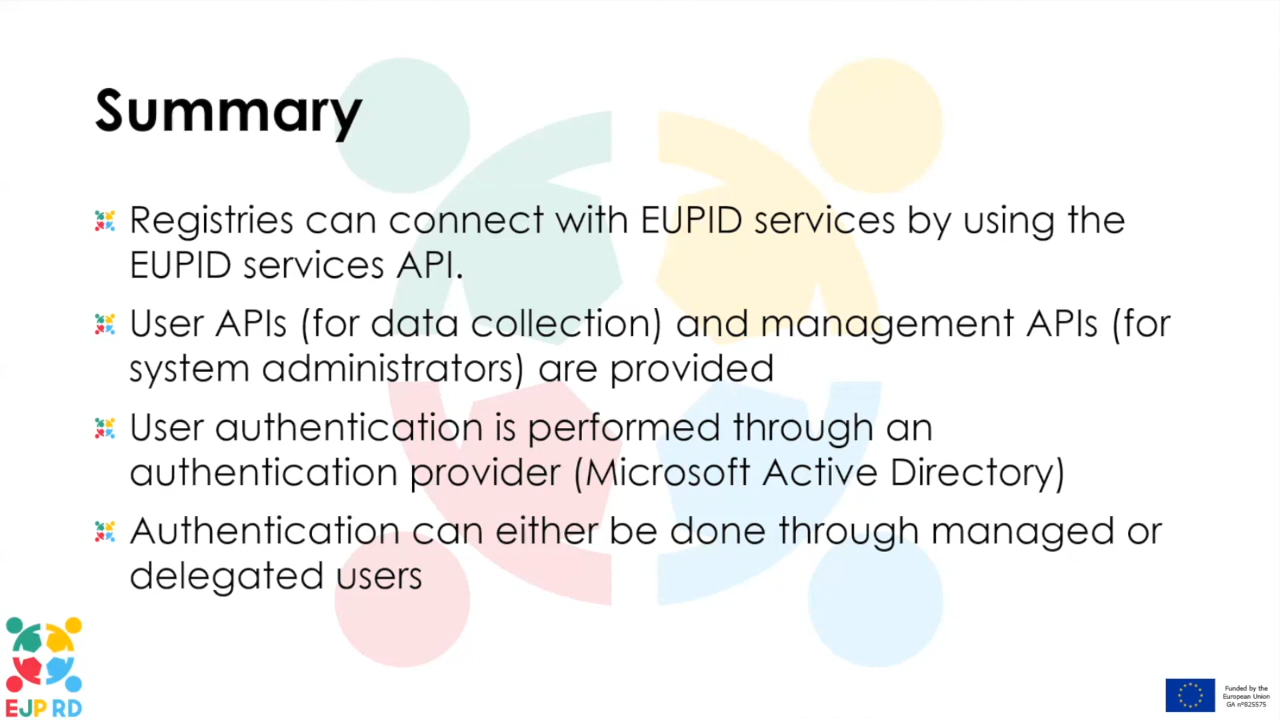 Summary
Registries can connect with EUPID services by using the
EUPID services API.
User APIs (for data collection) and management APIs (for
system administrators) are provided
User authentication is performed through an
authentication provider (Microsoft Active Directory)
Authentication can either be done through managed or
delegated users
EJP RD
Funded by the
European Union
GA nº825575